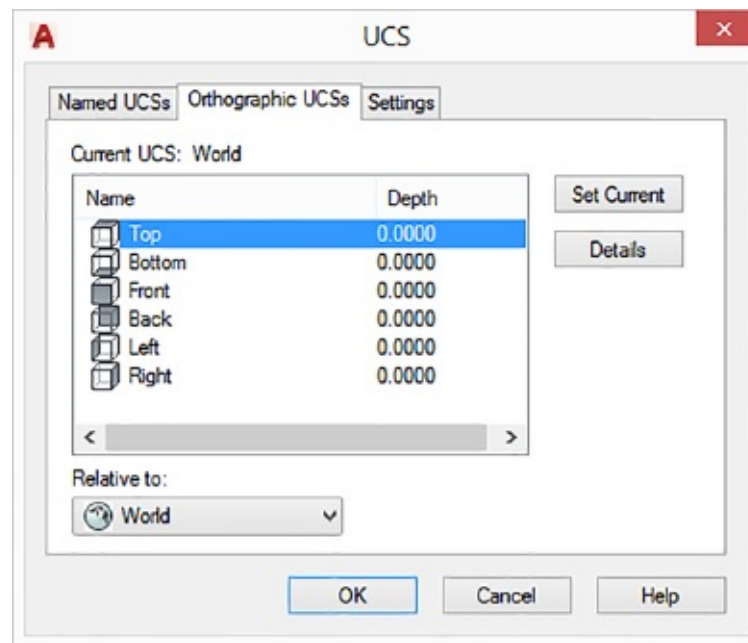 UCS
Named UCSs Orthographic UCSs Settings
Current UCS: World
Name Depth
Top 0.0000
Bottom 0.0000
Front 0.0000
Back 0.0000
Left 0.0000
Right 0.0000
Set Current
Details
Relative to:
World
OK Cancel Help